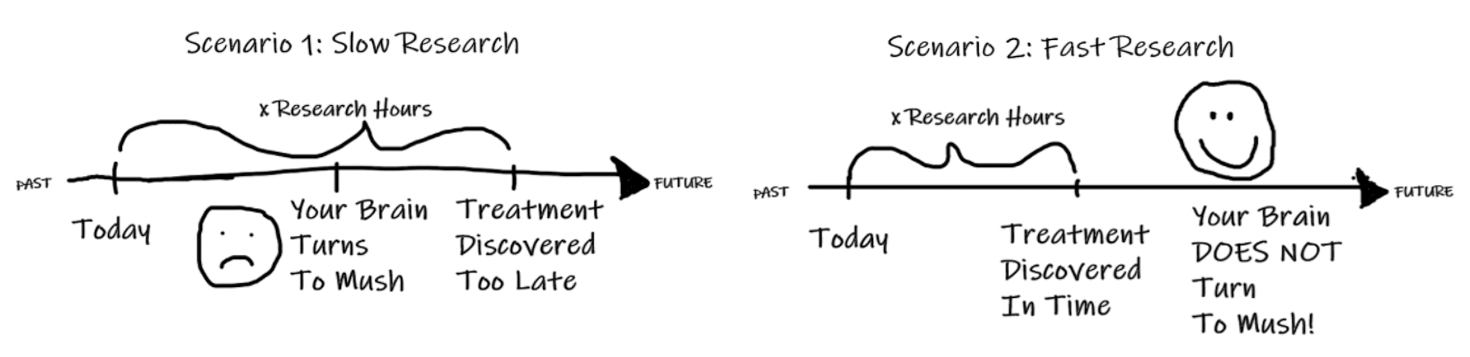 Scenario 1: Slow Research
x Research Hours
PAST
FUTURE
Today
Your Brain
Turns
To Mush
Treatment
Discovered
Too Late
Scenario 2: Fast Research
x Research Hours
PAST
FUTURE
Today
Treatment
Discovered
In Time
Your Brain
DOES NOT
Turn
To Mush!